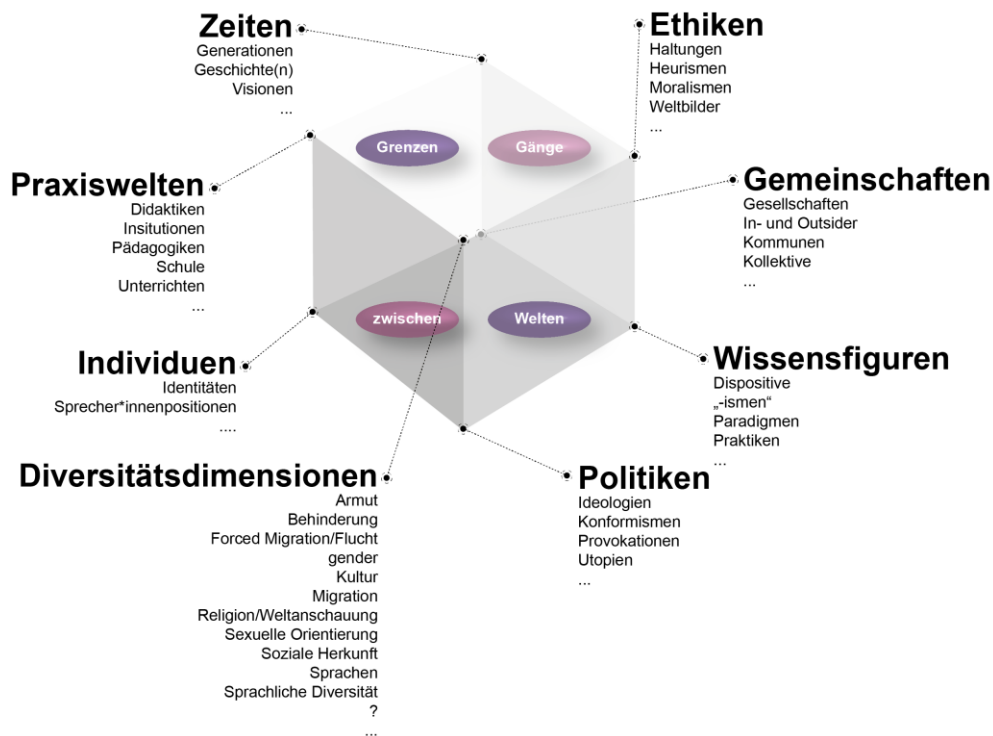 Zeiten
Generationen
Geschichte(n)
Visionen
...
Ethiken
Haltungen
Heurismen
Moralismen
Weltbilder
...
Grenzen
Gänge
Praxiswelten
Didaktiken
Insitutionen
Pädagogiken
Schule
Unterrichten
...
Gemeinschaften
Gesellschaften
In- und Outsider
Kommunen
Kollektive
...
zwischen
Welten
Individuen
Identitäten
Sprecher*innenpositionen
....
Wissensfiguren
Dispositive
„-ismen“
Paradigmen
Praktiken
...
Diversitätsdimensionen
Armut
Behinderung
Forced Migration/Flucht
gender
Kultur
Migration
Religion/Weltanschauung
Sexuelle Orientierung
Soziale Herkunft
Sprachen
Sprachliche Diversität
?
...
Politiken
Ideologien
Konformismen
Provokationen
Utopien
...